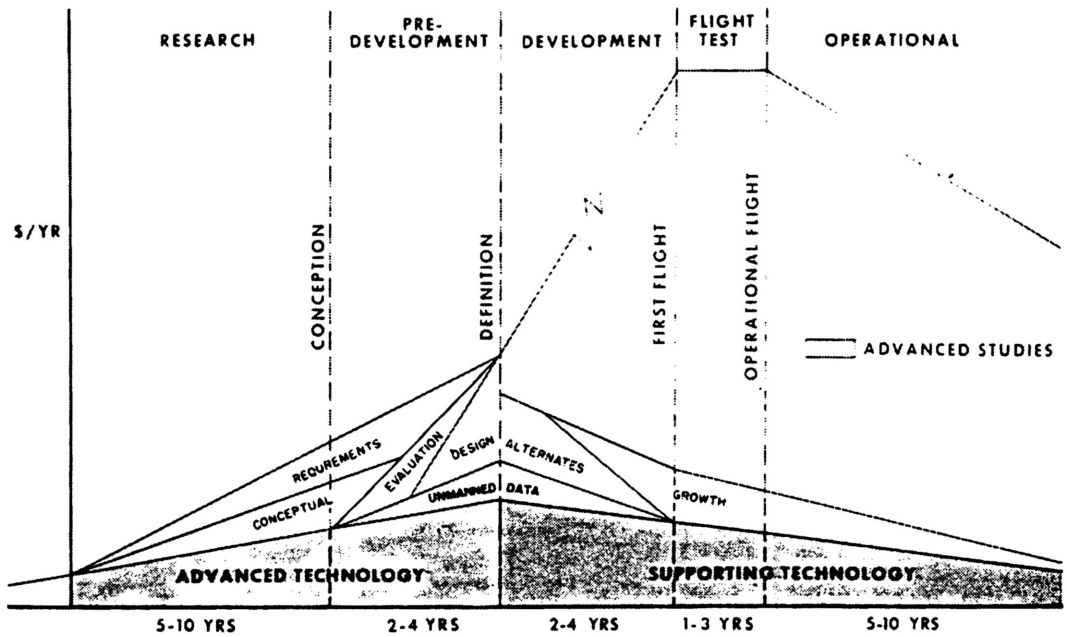 RESEARCH
PRE-
DEVELOPMENT
DEVELOPMENT
FLIGHT
TEST
OPERATIONAL
$/YR
CONCEPTION
DEFINITION
FIRST FLIGHT
OPERATIONAL FLIGHT
ADVANCED STUDIES
REQUREMENTS
CONCEPTUAL
EVALUATION
DESIGN ALTERNATES
UNMANNED DATA
GROWTH
ADVANCED TECHNOLOGY
SUPPORTING TECHNOLOGY
5-10 YRS
2-4 YRS
2-4 YRS
1-3 YRS
5-10 YRS